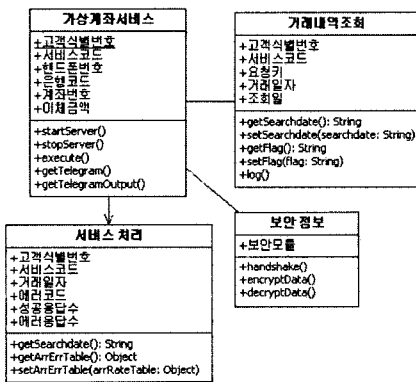 가상계좌서비스
+고객식별번호
+서비스코드
+핸드폰번호
+은행코드
+계좌번호
+이체금액
+startServer()
+stopServer()
+execute()
+getTelegram()
+getTelegramOutput()
거래내역조회
+고객식별번호
+서비스코드
+요청키
+거래일자
+조회일
+getSearchdate(): String
+setSearchdate(searchdate: String)
+getFlag(): String
+setFlag(flag: String)
+log()
서비스 처리
+고객식별번호
+서비스코드
+거래일자
+에러코드
+성공응답수
+에러응답수
+getSearchdate(): String
+getArrErrTable(): Object
+setArrErrTable(arrRateTable: Object)
보안 정보
+보안모듈
+handshake()
+encryptData()
+decryptData()